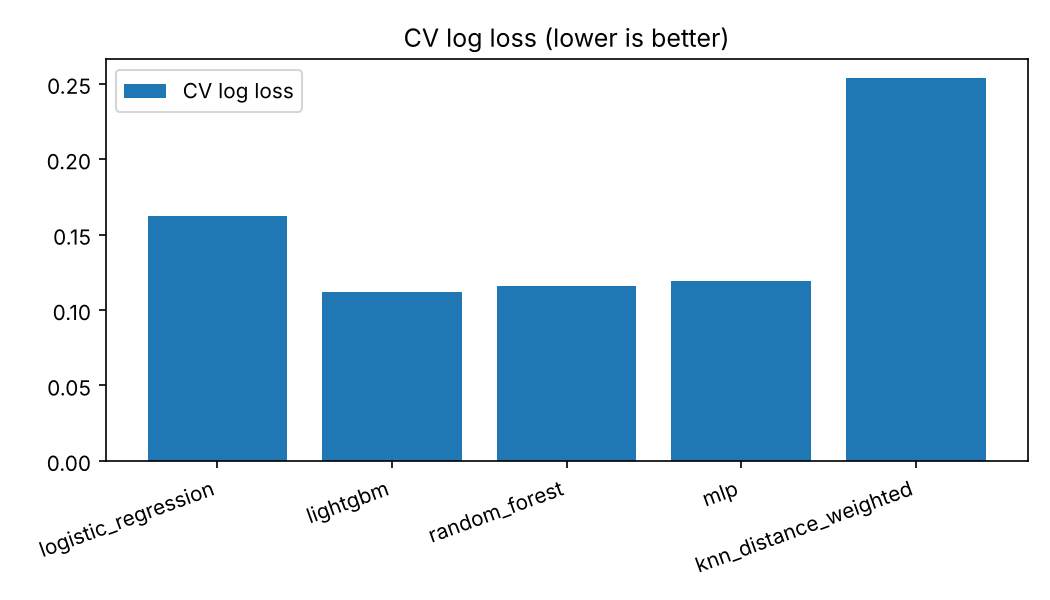 CV log loss (lower is better)
CV log loss
0.25
0.20
0.15
0.10
0.05
0.00
logistic_regression
lightgbm
random_forest
mlp
knn_distance_weighted